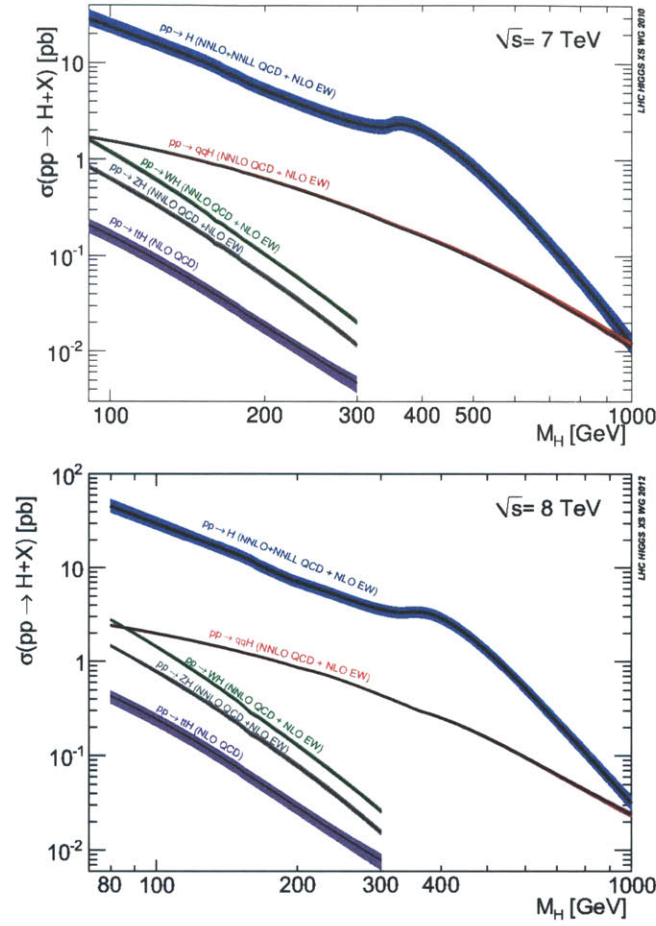 σ(pp → H+X) [pb]
√s= 7 TeV
LHC HIGGS XS WG 2010
pp → H (NNLO+NNLL QCD + NLO EW)
pp → qqH (NNLO QCD + NLO EW)
pp → WH (NNLO QCD + NLO EW)
pp → ZH (NNLO QCD +NLO EW)
pp → ttH (NLO QCD)
10
1
10⁻¹
10⁻²
100 200 300 400 500 1000
M_H [GeV]
σ(pp → H+X) [pb]
√s= 8 TeV
LHC HIGGS XS WG 2012
pp → H (NNLO+NNLL QCD + NLO EW)
pp → qqH (NNLO QCD + NLO EW)
pp → WH (NNLO QCD + NLO EW)
pp → ZH (NNLO QCD +NLO EW)
pp → ttH (NLO QCD)
10²
10
1
10⁻¹
10⁻²
80 100 200 300 400 1000
M_H [GeV]